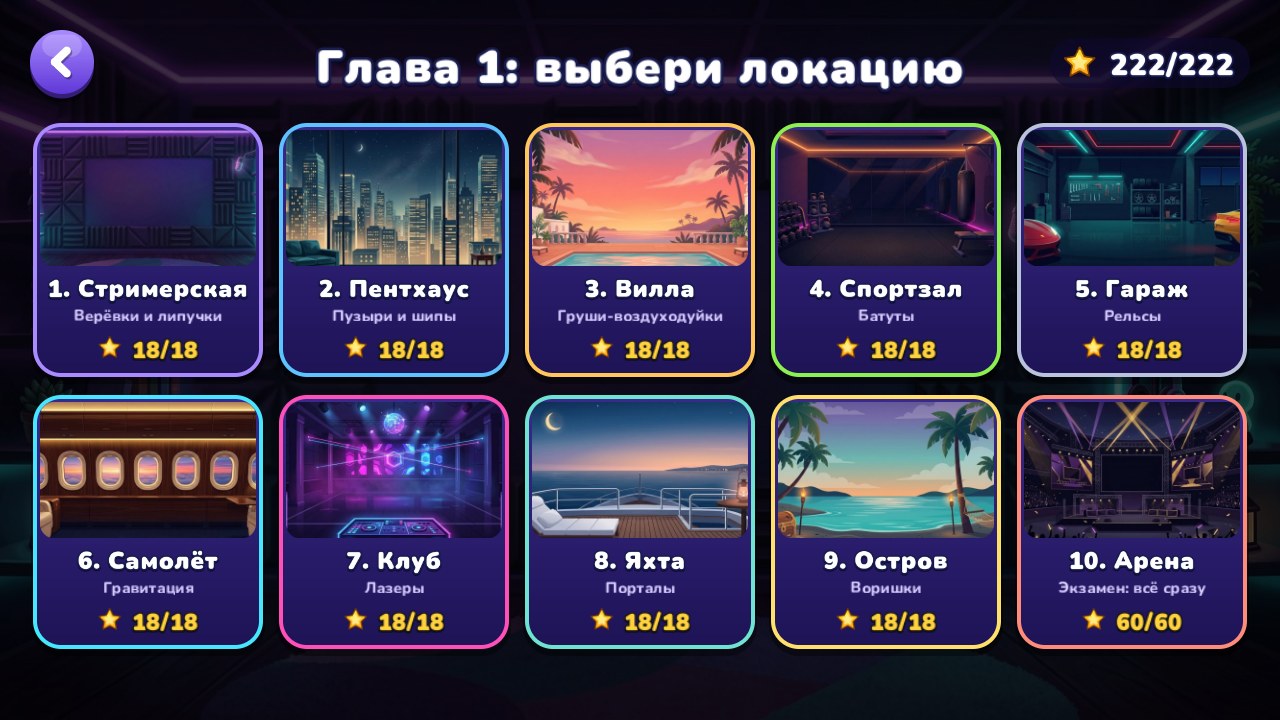 Глава 1: выбери локацию
222/222
1. Стримерская
Верёвки и липучки
18/18
2. Пентхаус
Пузыри и шипы
18/18
3. Вилла
Груши-воздуходуйки
18/18
4. Спортзал
Батуты
18/18
5. Гараж
Рельсы
18/18
6. Самолёт
Гравитация
18/18
7. Клуб
Лазеры
18/18
8. Яхта
Порталы
18/18
9. Остров
Воришки
18/18
10. Арена
Экзамен: всё сразу
60/60